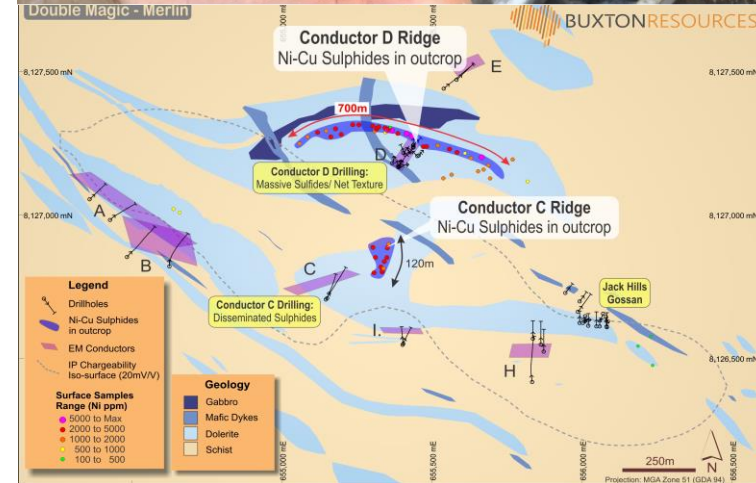 Double Magic - Merlin
BUXTONRESOURCES
Conductor D Ridge
Ni-Cu Sulphides in outcrop
E
8,127,500 mN
8,127,500 mN
700m
D
Conductor D Drilling:
Massive Sulfides/ Net Texture
8,127,000 mN
8,127,000 mN
A
Conductor C Ridge
Ni-Cu Sulphides in outcrop
B
C
120m
Conductor C Drilling:
Disseminated Sulphides
Jack Hills
Gossan
I.
H
8,126,500 mN
Legend
Drillholes
Ni-Cu Sulphides
in outcrop
EM Conductors
IP Chargeability
Iso-surface (20mV/V)
Surface Samples
Range (Ni ppm)
5000 to Max
2000 to 5000
1000 to 2000
500 to 1000
100 to 500
Geology
Gabbro
Mafic Dykes
Dolerite
Schist
655,000 mE
655,500 mE
656,000 mE
656,500 mE
250m
N
Projection: MGA Zone 51 (GDA 94)